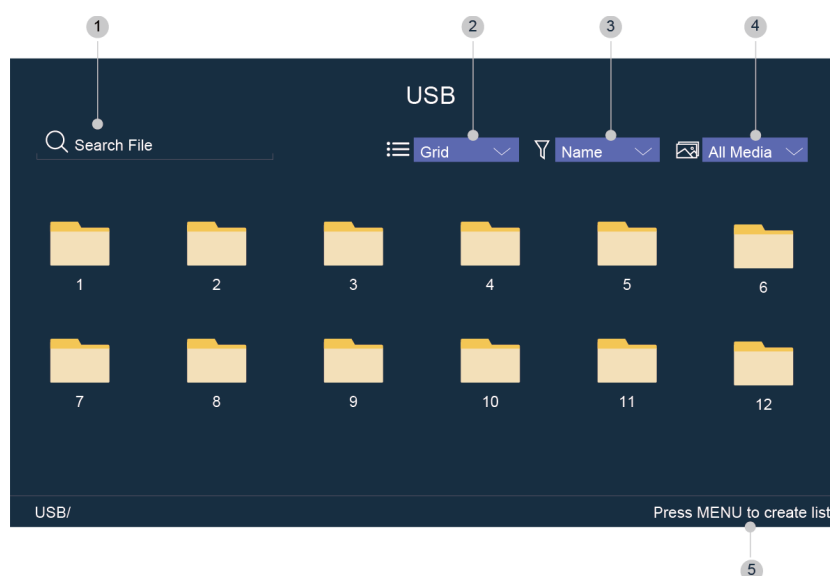 1 2 3 4
USB
Search File Grid Name All Media
1 2 3 4 5 6
7 8 9 10 11 12
USB/ Press MENU to create list
5